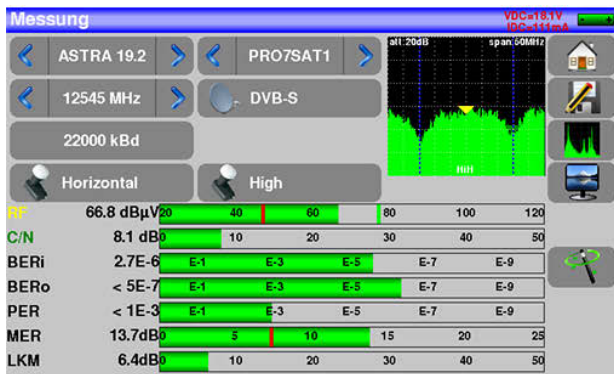 Messung
VDC=18.1V
IDC=111mA
ASTRA 19.2
PRO7SAT1
att:20dB span:50MHz
12545 MHz
DVB-S
22000 kBd
Horizontal
High
H/H
RF 66.8 dBµV 20 40 60 80 100 120
C/N 8.1 dB 0 10 20 30 40 50
BERi 2.7E-6 E-1 E-3 E-5 E-7 E-9
BERo < 5E-7 E-1 E-3 E-5 E-7 E-9
PER < 1E-3 E-1 E-3 E-5 E-7 E-9
MER 13.7dB 0 5 10 15 20 25
LKM 6.4dB 0 10 20 30 40 50